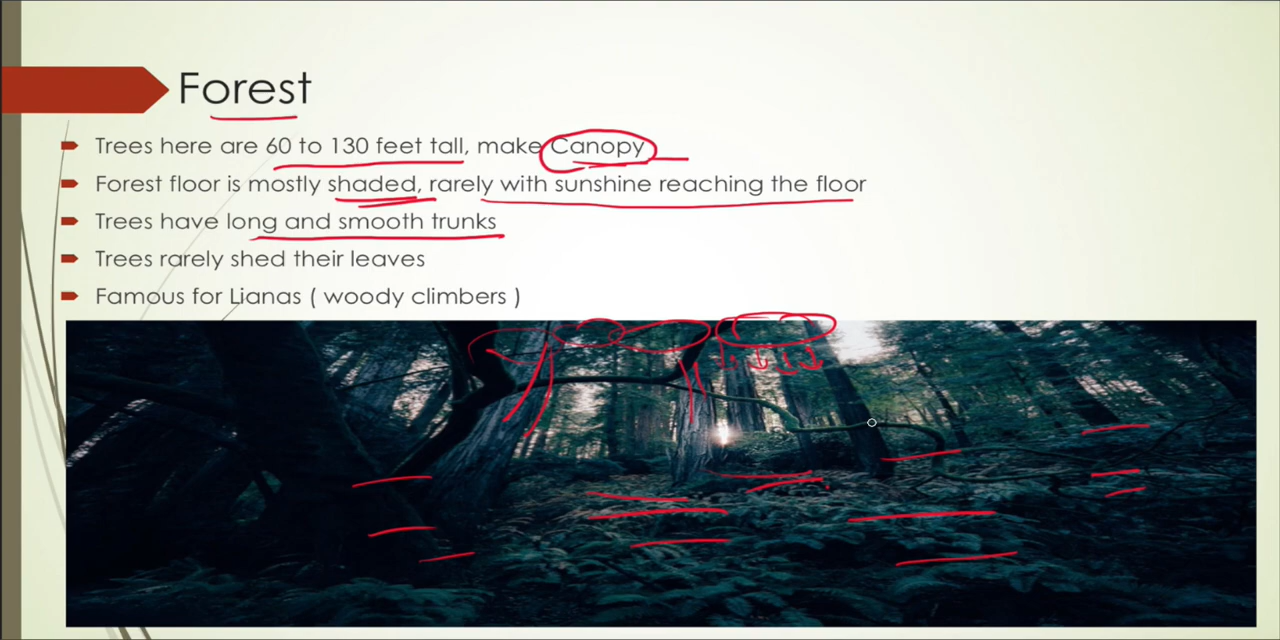 Forest
Trees here are 60 to 130 feet tall, make Canopy
Forest floor is mostly shaded, rarely with sunshine reaching the floor
Trees have long and smooth trunks
Trees rarely shed their leaves
Famous for Lianas ( woody climbers )